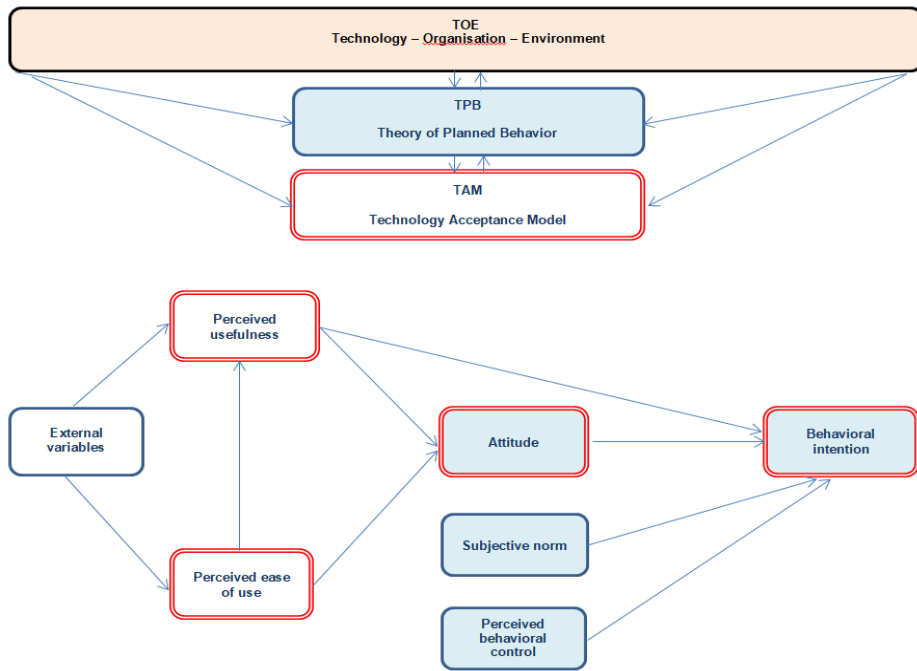 TOE
Technology – Organisation – Environment
TPB
Theory of Planned Behavior
TAM
Technology Acceptance Model
Perceived
usefulness
External
variables
Attitude
Behavioral
intention
Subjective norm
Perceived ease
of use
Perceived
behavioral
control